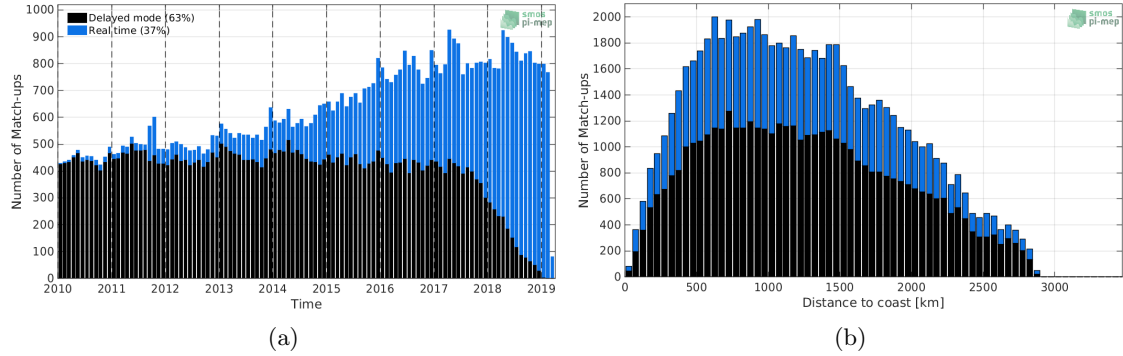 Delayed mode (63%)
Real time (37%)
smos
pi-mep
Number of Match-ups
1000
900
800
700
600
500
400
300
200
100
0
2010 2011 2012 2013 2014 2015 2016 2017 2018 2019
Time
(a)
smos
pi-mep
Number of Match-ups
2000
1800
1600
1400
1200
1000
800
600
400
200
0
0 500 1000 1500 2000 2500 3000
Distance to coast [km]
(b)